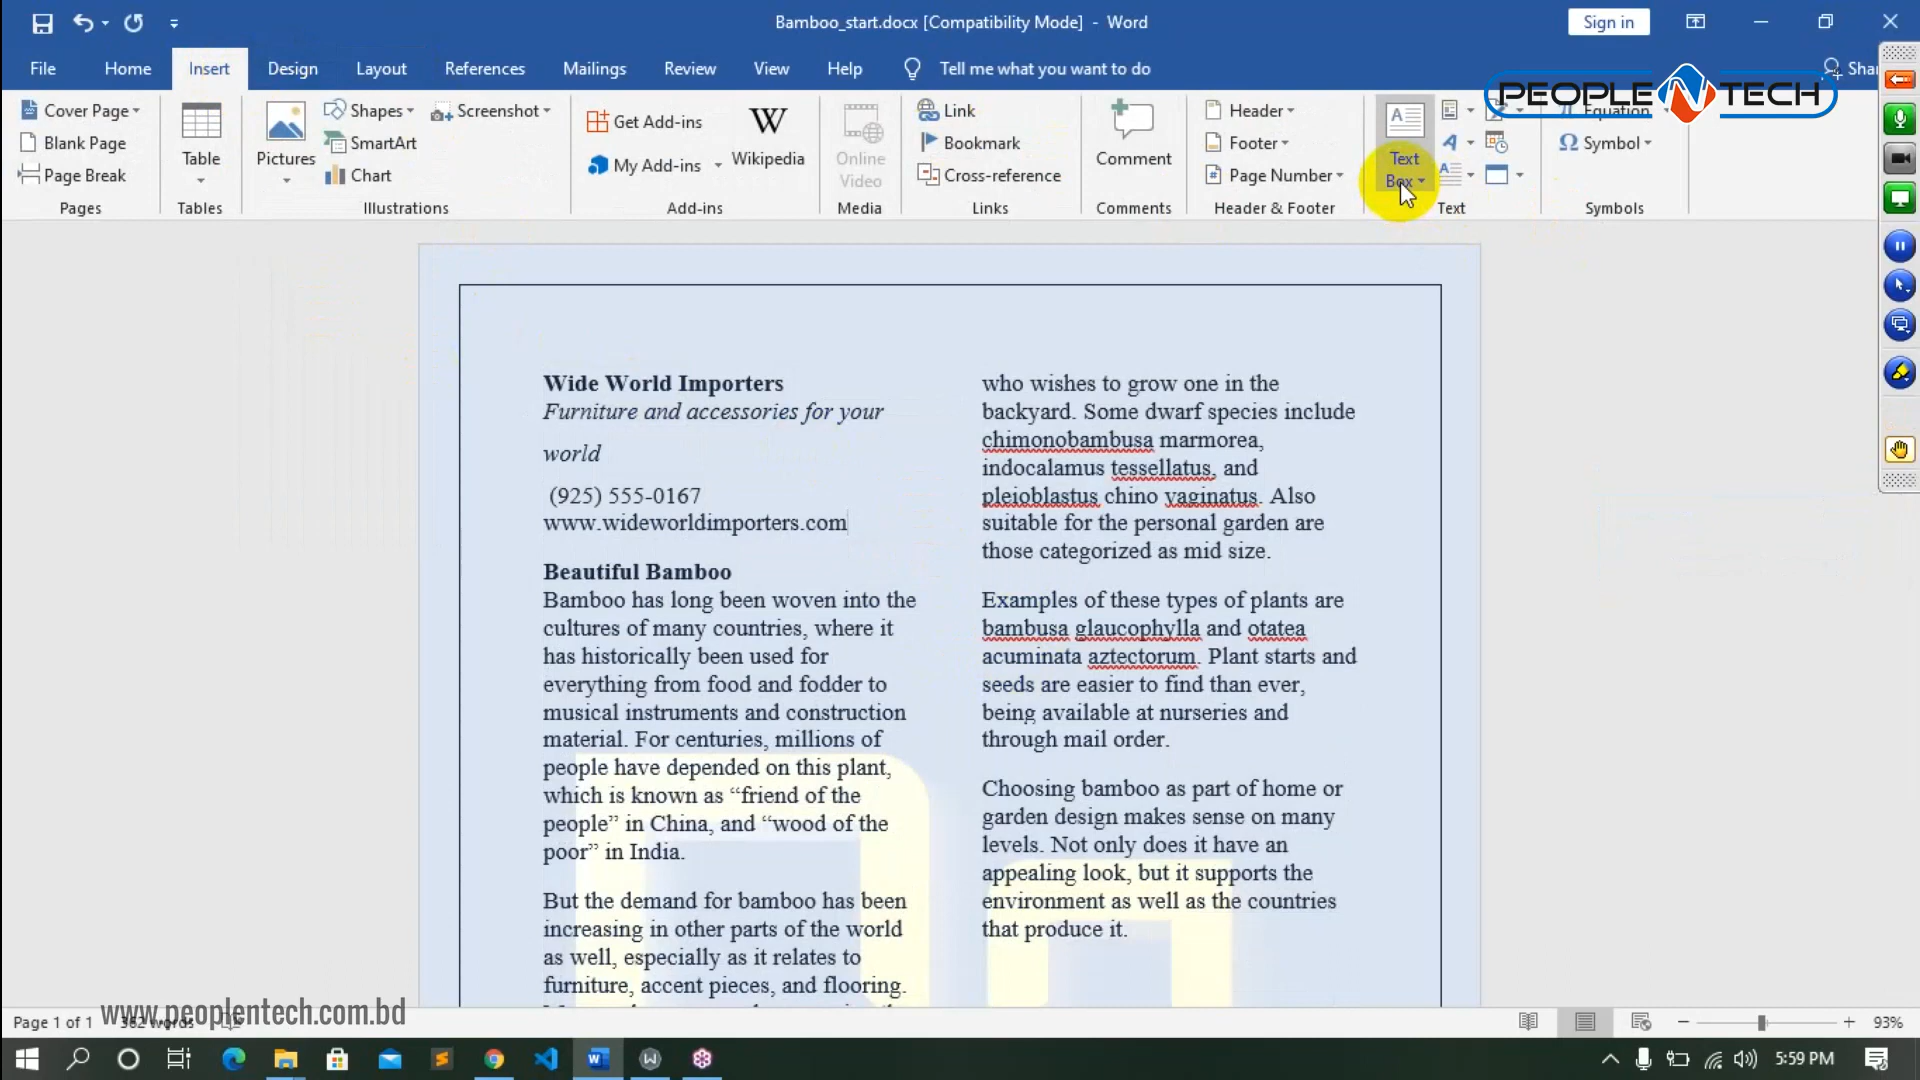 Bamboo_start.docx [Compatibility Mode] - Word
Sign in
File Home Insert Design Layout References Mailings Review View Help Tell me what you want to do
PEOPLE N TECH
Cover Page
Blank Page
Page Break
Pages
Table
Tables
Pictures
Shapes
SmartArt
Chart
Screenshot
Illustrations
Get Add-ins
My Add-ins
W
Wikipedia
Add-ins
Online
Video
Media
Link
Bookmark
Cross-reference
Links
Comment
Comments
Header
Footer
Page Number
Header & Footer
Text
Box
Text
Equation
Symbol
Symbols
Wide World Importers
Furniture and accessories for your
world
(925) 555-0167
www.wideworldimporters.com
Beautiful Bamboo
Bamboo has long been woven into the
cultures of many countries, where it
has historically been used for
everything from food and fodder to
musical instruments and construction
material. For centuries, millions of
people have depended on this plant,
which is known as “friend of the
people” in China, and “wood of the
poor” in India.
But the demand for bamboo has been
increasing in other parts of the world
as well, especially as it relates to
furniture, accent pieces, and flooring.
who wishes to grow one in the
backyard. Some dwarf species include
chimonobambusa marmorea,
indocalamus tessellatus, and
pleioblastus chino vaginatus. Also
suitable for the personal garden are
those categorized as mid size.
Examples of these types of plants are
bambusa glaucophylla and otatea
acuminata aztectorum. Plant starts and
seeds are easier to find than ever,
being available at nurseries and
through mail order.
Choosing bamboo as part of home or
garden design makes sense on many
levels. Not only does it have an
appealing look, but it supports the
environment as well as the countries
that produce it.
www.peoplentech.com.bd
Page 1 of 1 362 words
93%
5:59 PM